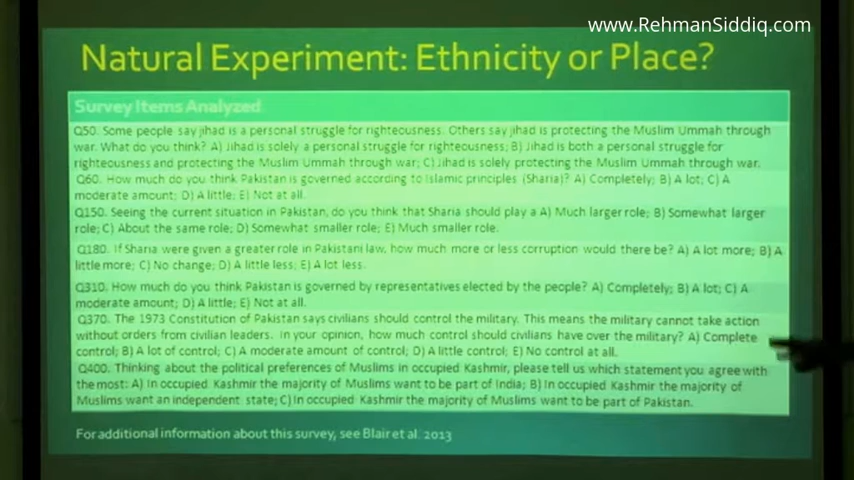 www.RehmanSiddiq.com
Natural Experiment: Ethnicity or Place?
Survey Items Analyzed
Q50. Some people say jihad is a personal struggle for righteousness. Others say jihad is protecting the Muslim Ummah through
war. What do you think? A) Jihad is solely a personal struggle for righteousness; B) Jihad is both a personal struggle for
righteousness and protecting the Muslim Ummah through war; C) Jihad is solely protecting the Muslim Ummah through war.
Q60. How much do you think Pakistan is governed according to Islamic principles (Sharia)? A) Completely; B) A lot; C) A
moderate amount; D) A little; E) Not at all.
Q150. Seeing the current situation in Pakistan, do you think that Sharia should play a A) Much larger role; B) Somewhat larger
role; C) About the same role; D) Somewhat smaller role; E) Much smaller role.
Q180. If Sharia were given a greater role in Pakistani law, how much more or less corruption would there be? A) A lot more; B) A
little more; C) No change; D) A little less; E) A lot less.
Q310. How much do you think Pakistan is governed by representatives elected by the people? A) Completely; B) A lot; C) A
moderate amount; D) A little; E) Not at all.
Q370. The 1973 Constitution of Pakistan says civilians should control the military. This means the military cannot take action
without orders from civilian leaders. In your opinion, how much control should civilians have over the military? A) Complete
control; B) A lot of control; C) A moderate amount of control; D) A little control; E) No control at all.
Q400. Thinking about the political preferences of Muslims in occupied Kashmir, please tell us which statement you agree with
the most: A) In occupied Kashmir the majority of Muslims want to be part of India; B) In occupied Kashmir the majority of
Muslims want an independent state; C) In occupied Kashmir the majority of Muslims want to be part of Pakistan.
For additional information about this survey, see Blair et al. 2013